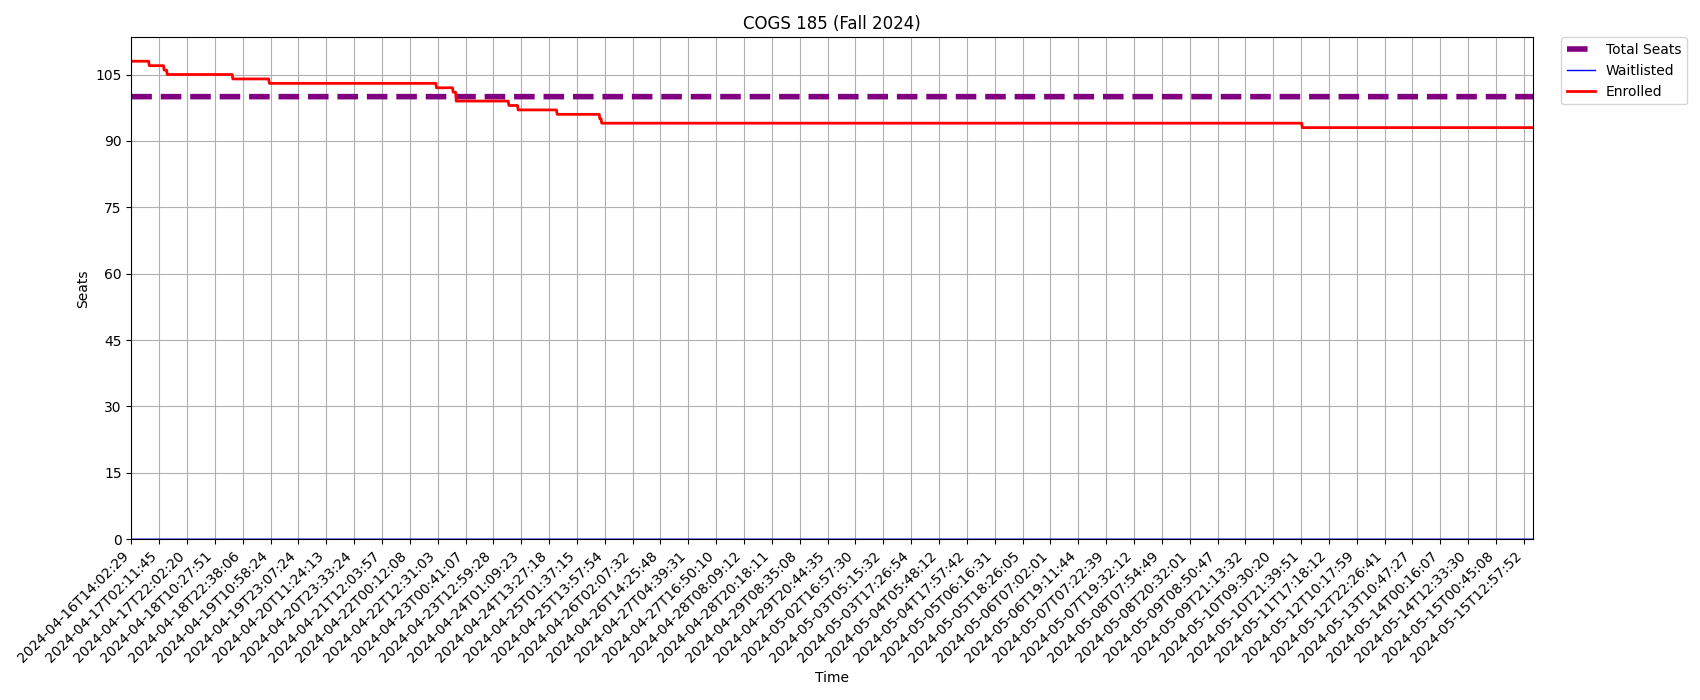 COGS 185 (Fall 2024)
Total Seats
Waitlisted
Enrolled
105
90
75
60
45
30
15
0
Seats
2024-04-16T14:02:29
2024-04-17T02:11:45
2024-04-17T22:02:20
2024-04-18T10:27:51
2024-04-18T22:38:06
2024-04-19T10:58:24
2024-04-19T23:07:24
2024-04-20T11:24:13
2024-04-20T23:33:24
2024-04-21T12:03:57
2024-04-22T00:12:08
2024-04-22T12:31:03
2024-04-23T00:41:07
2024-04-23T12:59:28
2024-04-24T01:09:23
2024-04-24T13:27:18
2024-04-25T01:37:15
2024-04-25T13:57:54
2024-04-26T02:07:32
2024-04-26T14:25:48
2024-04-27T04:39:31
2024-04-27T16:50:10
2024-04-28T08:09:12
2024-04-28T20:18:11
2024-04-29T08:35:08
2024-04-29T20:44:35
2024-05-02T16:57:30
2024-05-03T05:15:32
2024-05-03T17:26:54
2024-05-04T05:48:12
2024-05-04T17:57:42
2024-05-05T06:16:31
2024-05-05T18:26:05
2024-05-06T07:02:01
2024-05-06T19:11:44
2024-05-07T07:22:39
2024-05-07T19:32:12
2024-05-08T07:54:49
2024-05-08T20:32:01
2024-05-09T08:50:47
2024-05-09T21:13:32
2024-05-10T09:30:20
2024-05-10T21:39:51
2024-05-11T17:18:12
2024-05-12T10:17:59
2024-05-12T22:26:41
2024-05-13T10:47:27
2024-05-14T00:16:07
2024-05-14T12:33:30
2024-05-15T00:45:08
2024-05-15T12:57:52
Time